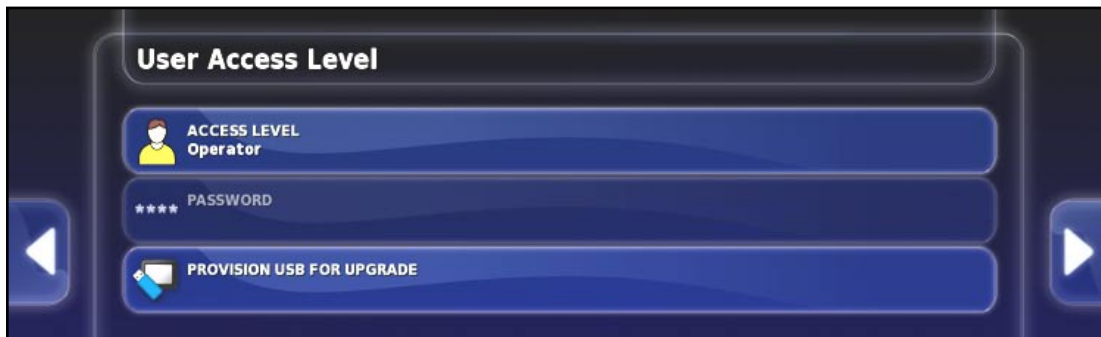 User Access Level
ACCESS LEVEL
Operator
**** PASSWORD
PROVISION USB FOR UPGRADE